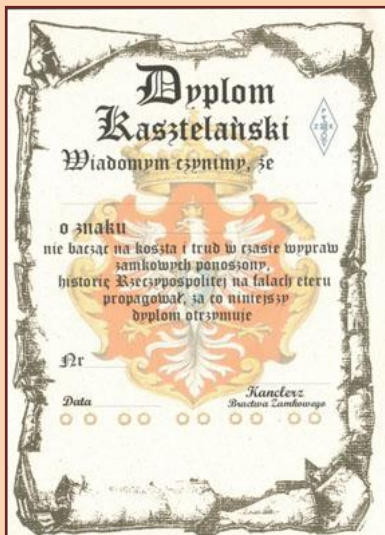 Dyplom
Kasztelański
Wiadomym czynimy, że
o znaku
nie bacząc na koszta i trud w czasie wypraw
zamkowych ponoszony,
historię Rzeczypospolitej na falach eteru
propagował, za co niniejszy
dyplom otrzymuje
Nr
Data
Kanclerz
Bractwa Zamkowego